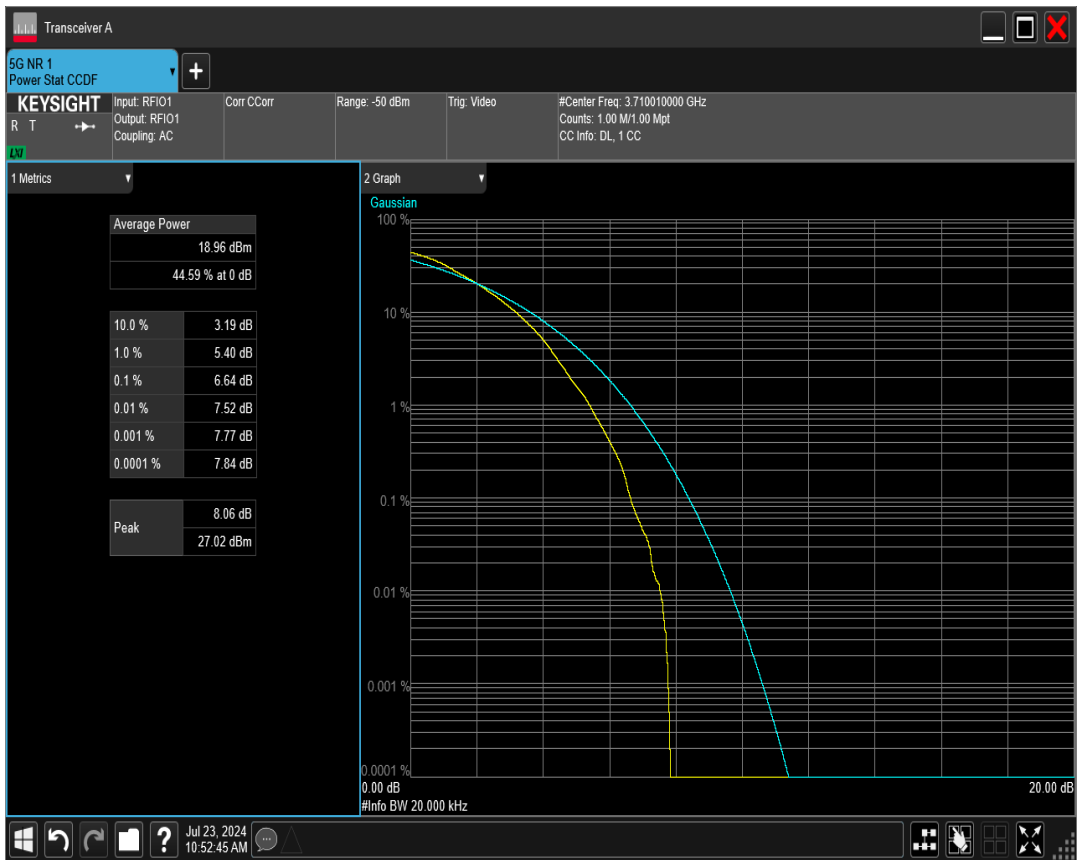 Transceiver A
5G NR 1
Power Stat CCDF
KEYSIGHT
R T
LXI
Input: RFIO1
Output: RFIO1
Coupling: AC
Corr CCorr
Range: -50 dBm
Trig: Video
#Center Freq: 3.710010000 GHz
Counts: 1.00 M/1.00 Mpt
CC Info: DL, 1 CC
1 Metrics
Average Power
18.96 dBm
44.59 % at 0 dB
10.0 % 3.19 dB
1.0 % 5.40 dB
0.1 % 6.64 dB
0.01 % 7.52 dB
0.001 % 7.77 dB
0.0001 % 7.84 dB
Peak
8.06 dB
27.02 dBm
2 Graph
Gaussian
100 %
10 %
1 %
0.1 %
0.01 %
0.001 %
0.0001 %
0.00 dB 20.00 dB
#Info BW 20.000 kHz
?
Jul 23, 2024
10:52:45 AM